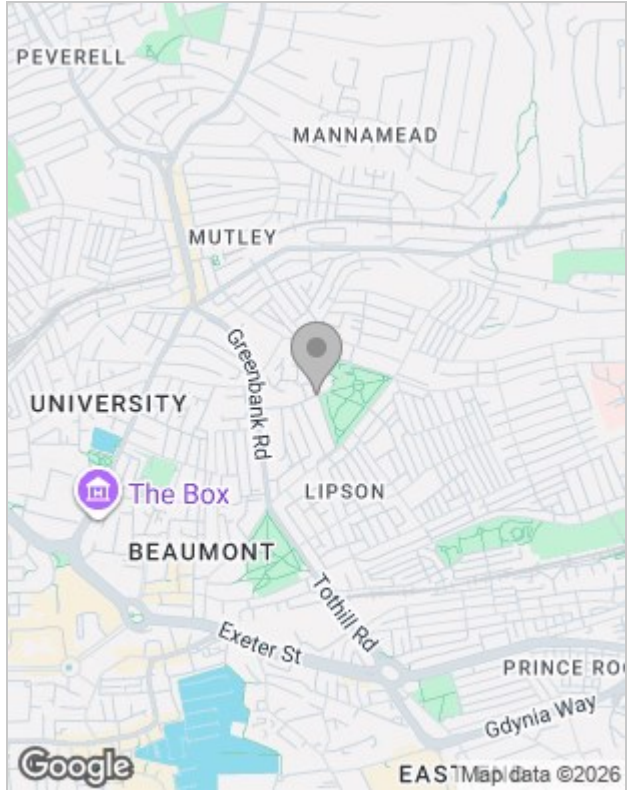 PEVERELL
MANNAMEAD
MUTLEY
Greenbank Rd
UNIVERSITY
The Box
LIPSON
BEAUMONT
Tothill Rd
Exeter St
PRINCE RO
Gdynia Way
Google
EAST
Map data ©2026